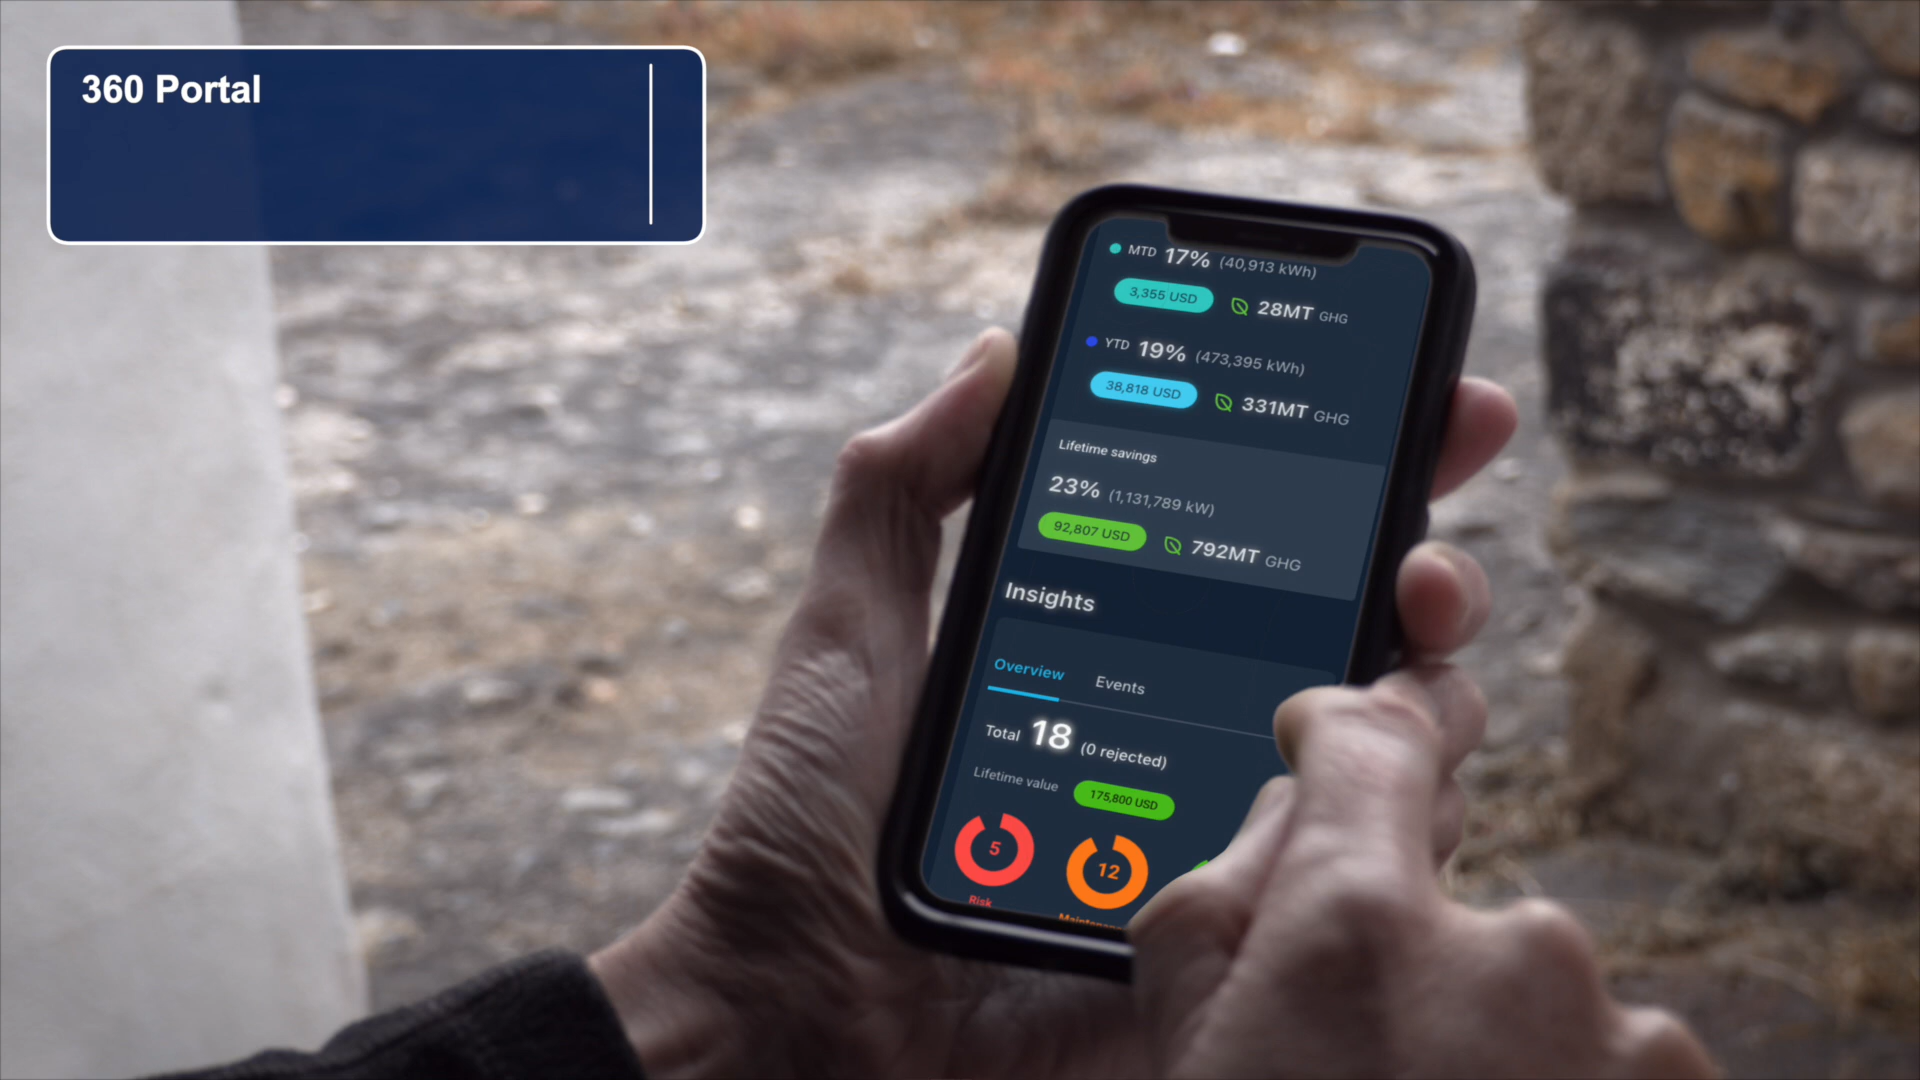 360 Portal
MTD 17% (40,913 kWh)
3,355 USD 28MT GHG
YTD 19% (473,395 kWh)
38,818 USD 331MT GHG
Lifetime savings
23% (1,131,789 kW)
92,807 USD 792MT GHG
Insights
Overview Events
Total 18 (0 rejected)
Lifetime value 175,800 USD
5 12
Risk